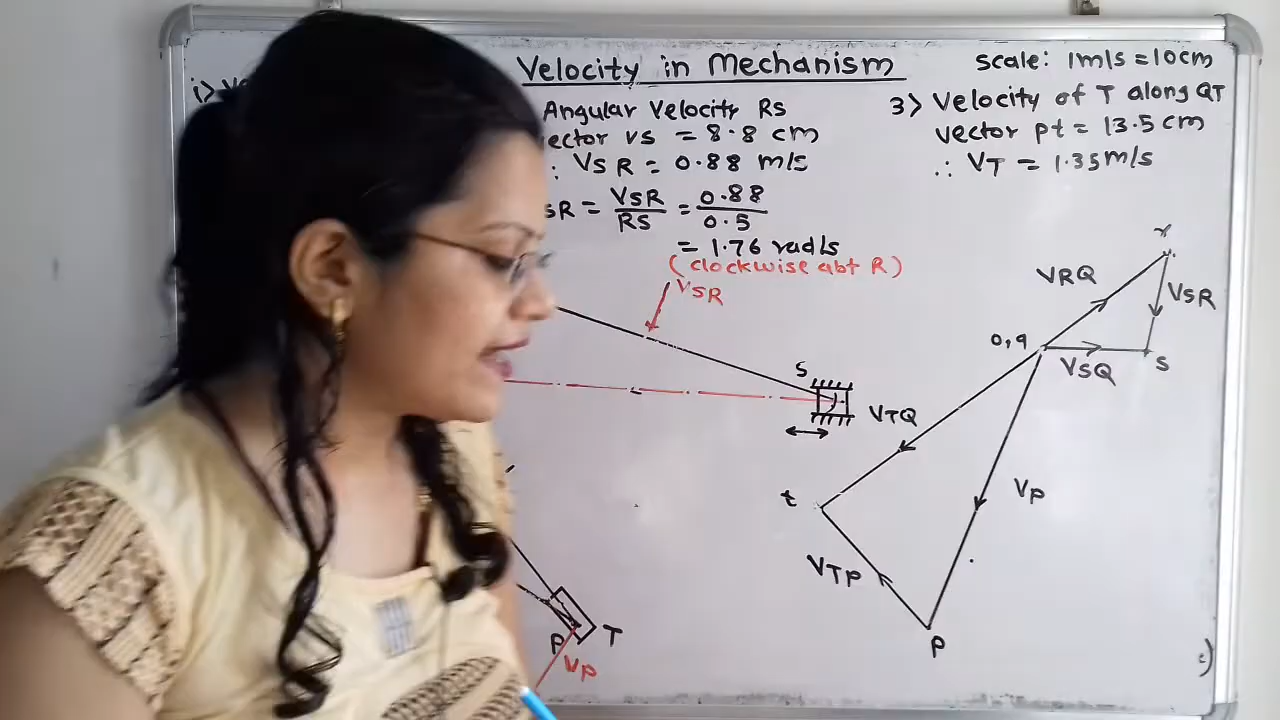 Velocity in Mechanism
scale: 1m/s = 10cm
i)
Angular Velocity RS
ector vs = 8.8 cm
∴ VSR = 0.88 m/s
SR = VSR/RS = 0.88/0.5
= 1.76 rad/s
(clockwise abt R)
VSR
3) Velocity of T along QT
vector pt = 13.5 cm
∴ VT = 1.35 m/s
S
P
T
VP
r
VRQ
VSR
o,q
VSQ
S
VTQ
t
VP
VTP
P